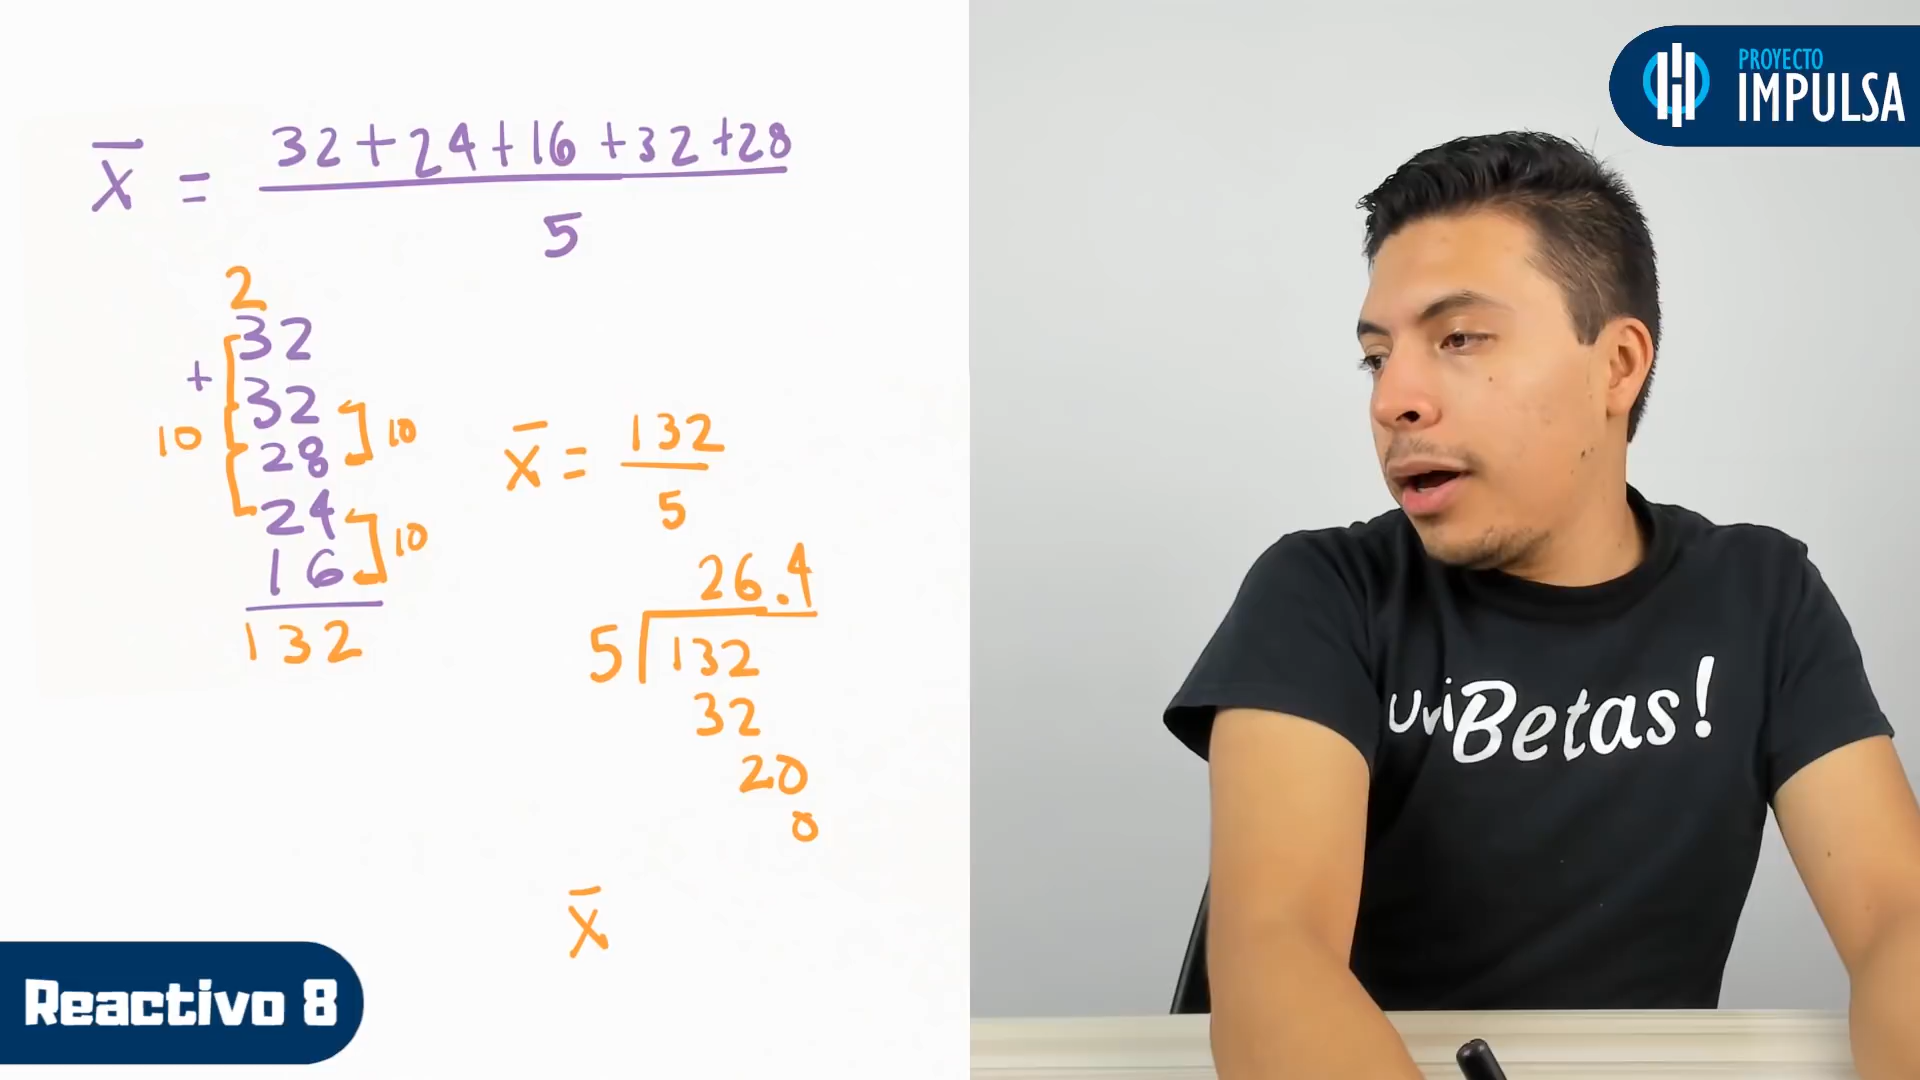 PROYECTO
IMPULSA
x̄ = 32+24+16+32+28
5
2
32
+
32
10
10
28
24
10
16
132
x̄ = 132
5
26.4
5 132
32
20
0
x̄
UniBetas!
Reactivo 8